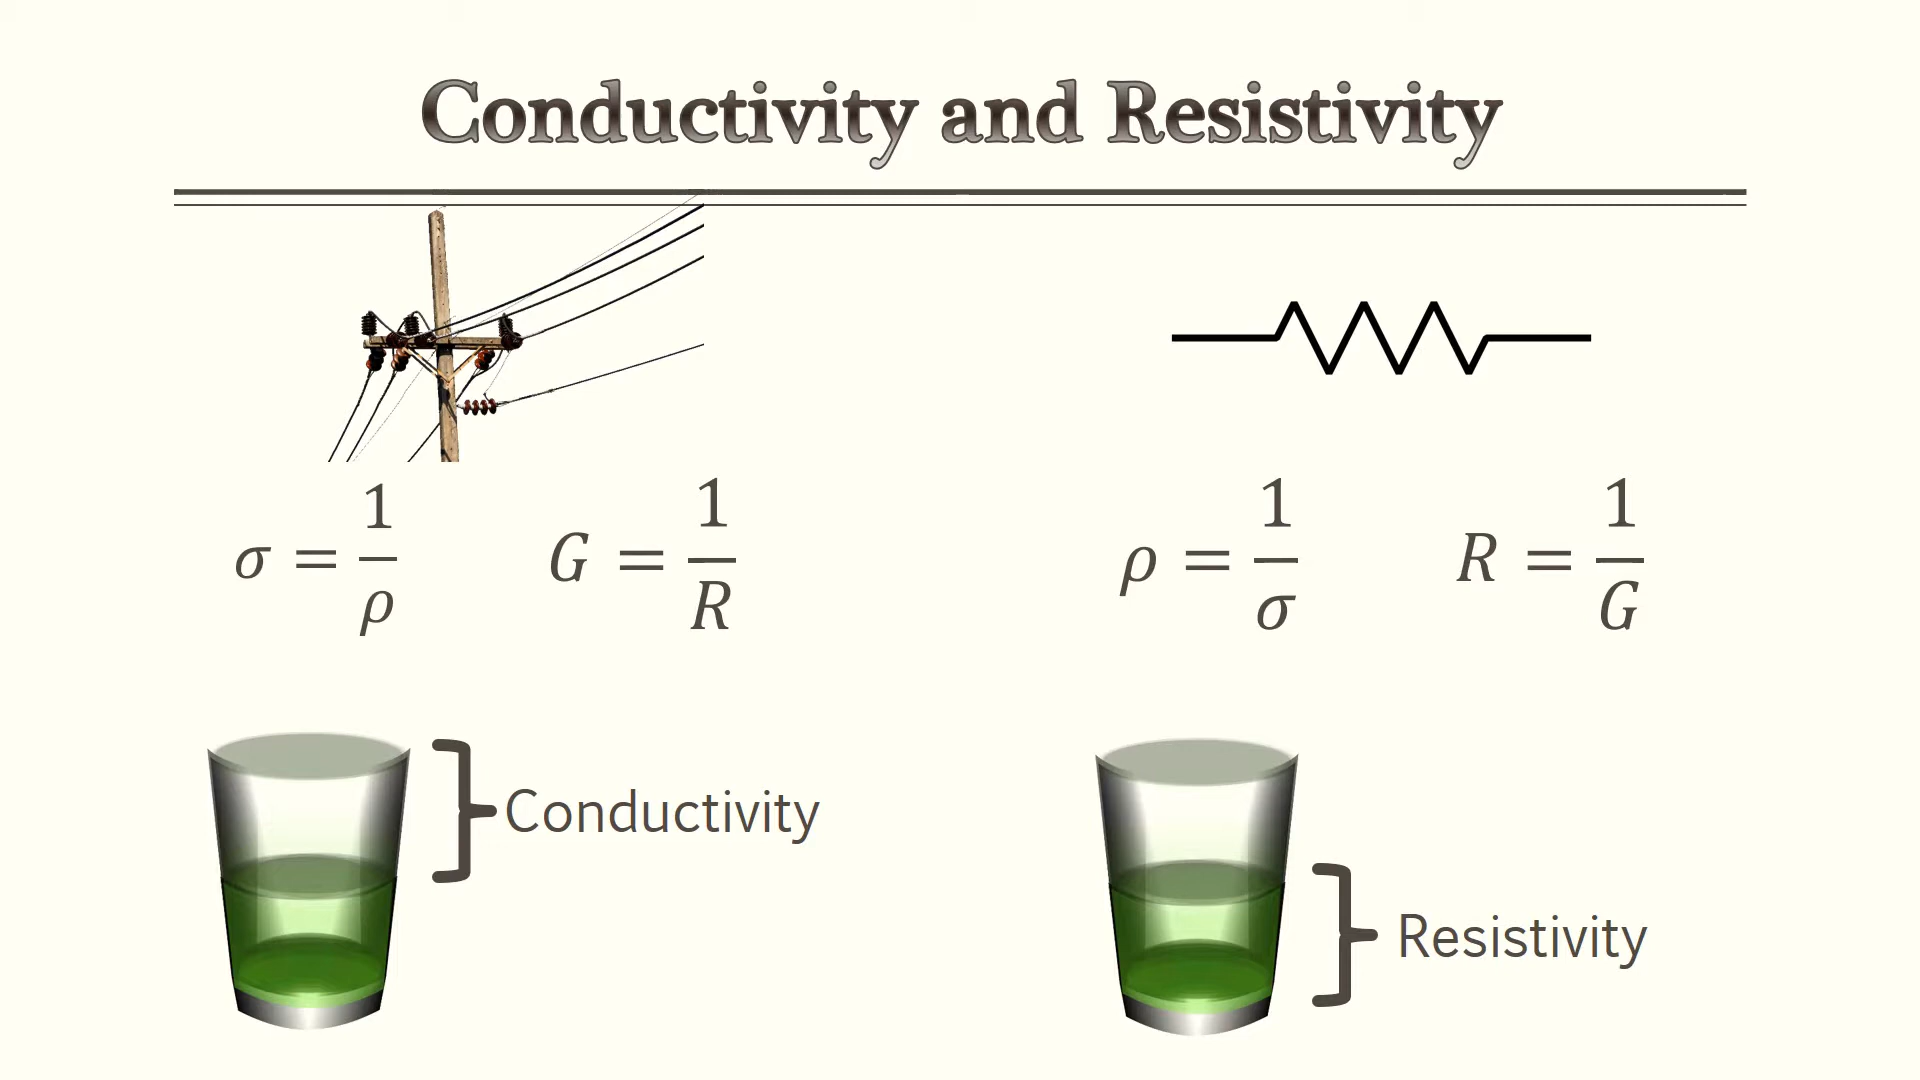 Conductivity and Resistivity
σ = 1/ρ
G = 1/R
ρ = 1/σ
R = 1/G
Conductivity
Resistivity